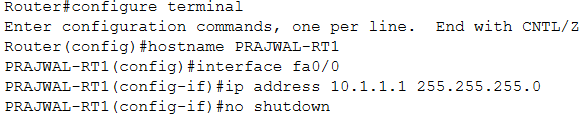 Router#configure terminal
Enter configuration commands, one per line.  End with CNTL/Z
Router(config)#hostname PRAJWAL-RT1
PRAJWAL-RT1(config)#interface fa0/0
PRAJWAL-RT1(config-if)#ip address 10.1.1.1 255.255.255.0
PRAJWAL-RT1(config-if)#no shutdown